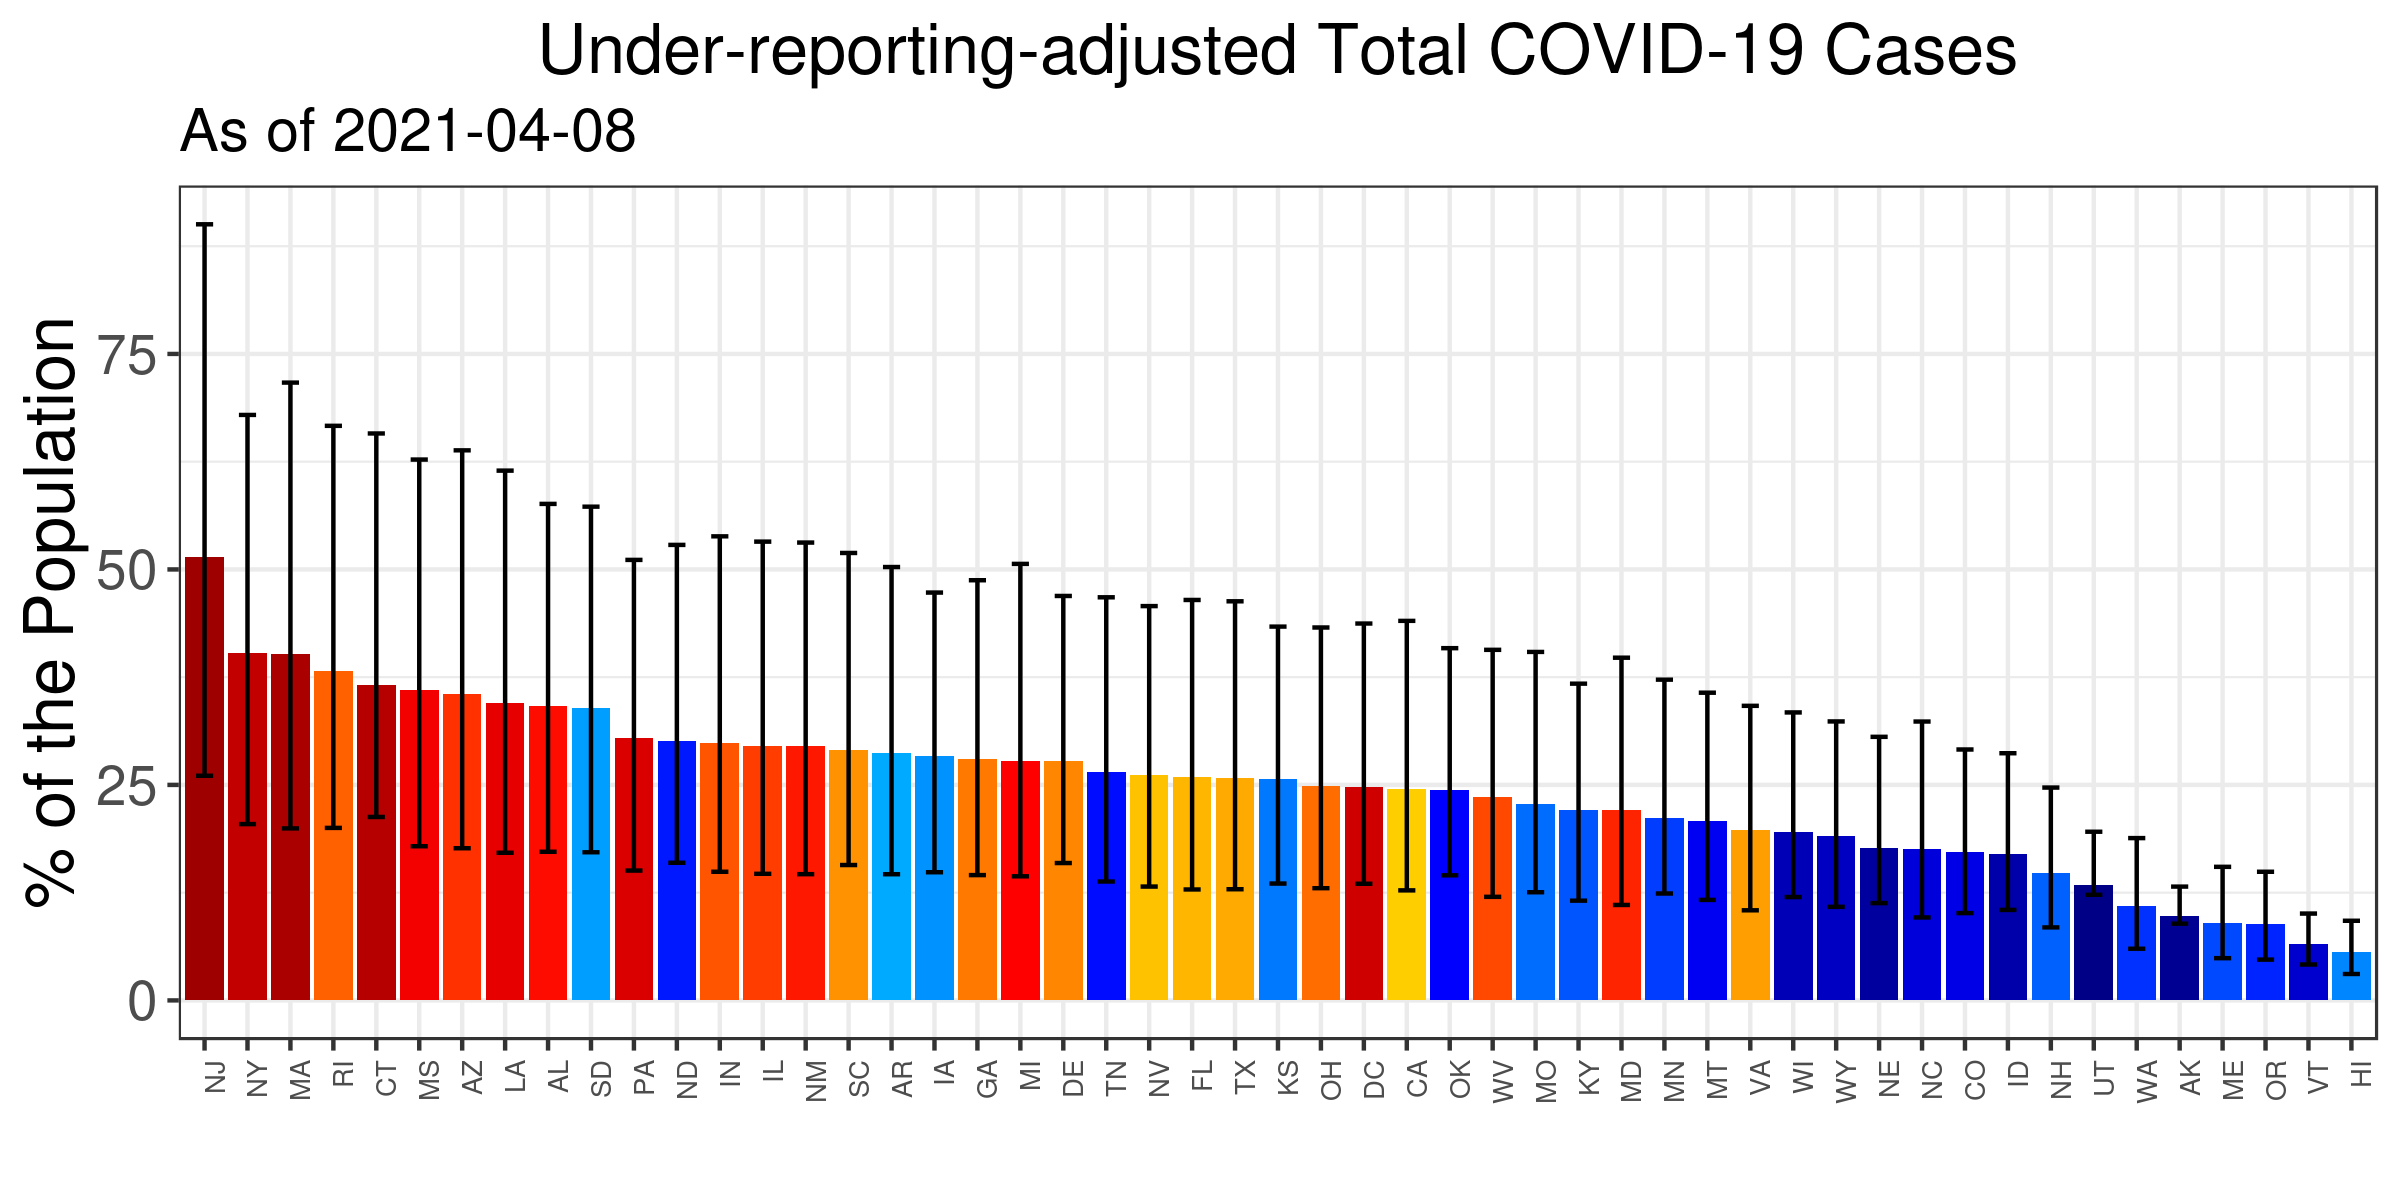 Under-reporting-adjusted Total COVID-19 Cases
As of 2021-04-08
% of the Population
75
50
25
0
NJ NY MA RI CT MS AZ LA AL SD PA ND IN IL NM SC AR IA GA MI DE TN NV FL TX KS OH DC CA OK WV MO KY MD MN MT VA WI WY NE NC CO ID NH UT WA AK ME OR VT HI